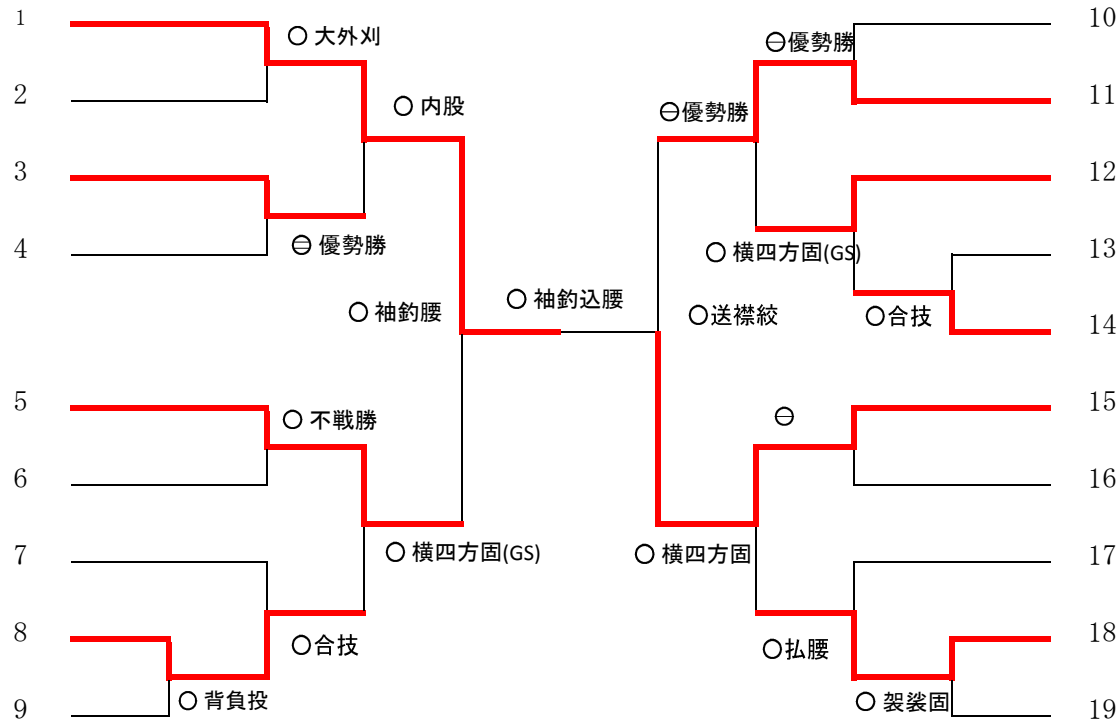 1
○ 大外刈
2
○ 内股
3
4
⊖ 優勢勝
○ 袖釣腰
○ 袖釣込腰
5
○ 不戦勝
6
7
○ 横四方固(GS)
8
○合技
9
○ 背負投
10
⊖優勢勝
11
⊖優勢勝
12
○ 横四方固(GS)
13
○送襟絞
○合技
14
15
⊖
16
○ 横四方固
17
18
○払腰
○ 袈裟固
19